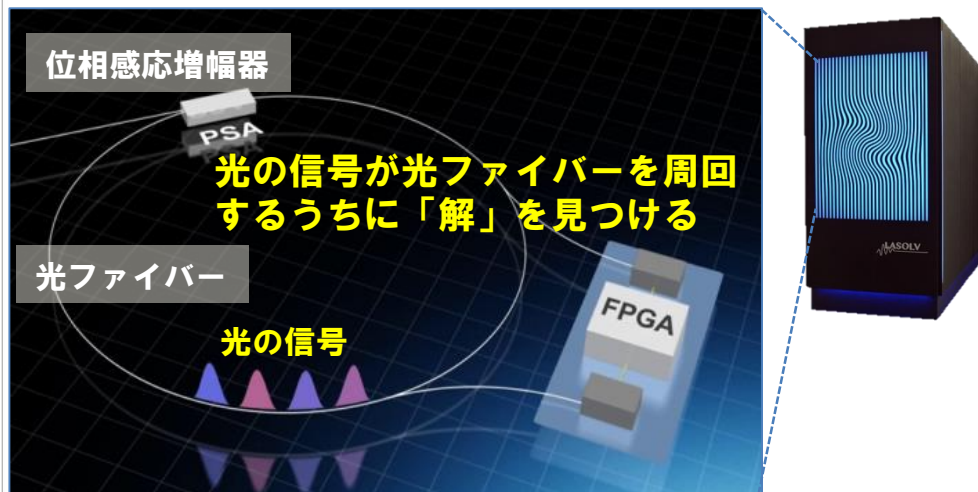 位相感応増幅器
PSA
光の信号が光ファイバーを周回
するうちに「解」を見つける
光ファイバー
FPGA
光の信号
LASOLV